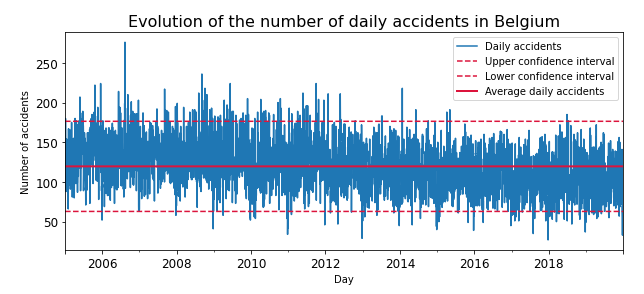 Evolution of the number of daily accidents in Belgium
Number of accidents
250
200
150
100
50
Daily accidents
Upper confidence interval
Lower confidence interval
Average daily accidents
2006 2008 2010 2012 2014 2016 2018
Day